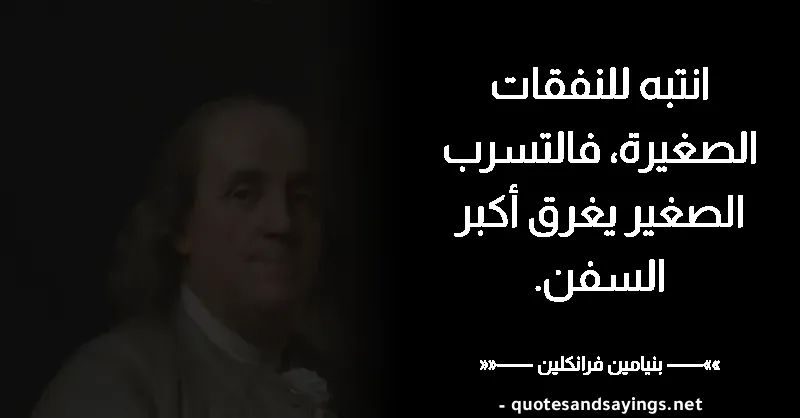 انتبه للنفقات
الصغيرة، فالتسرب
الصغير يغرق أكبر
السفن.
»»—— بنيامين فرانكلين ——««
- quotesandsayings.net